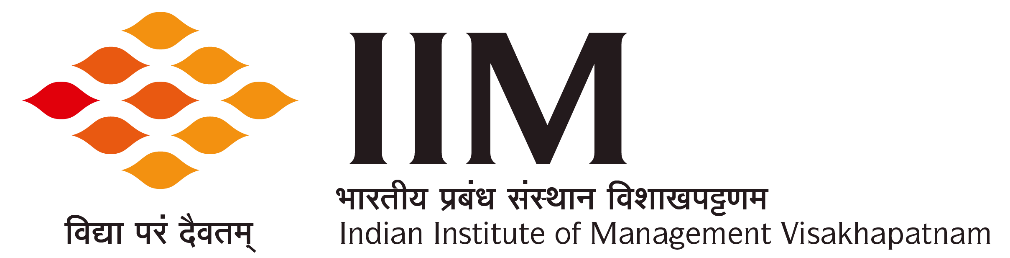 IIM
भारतीय प्रबंध संस्थान विशाखपट्टणम
Indian Institute of Management Visakhapatnam
विद्या परं दैवतम्